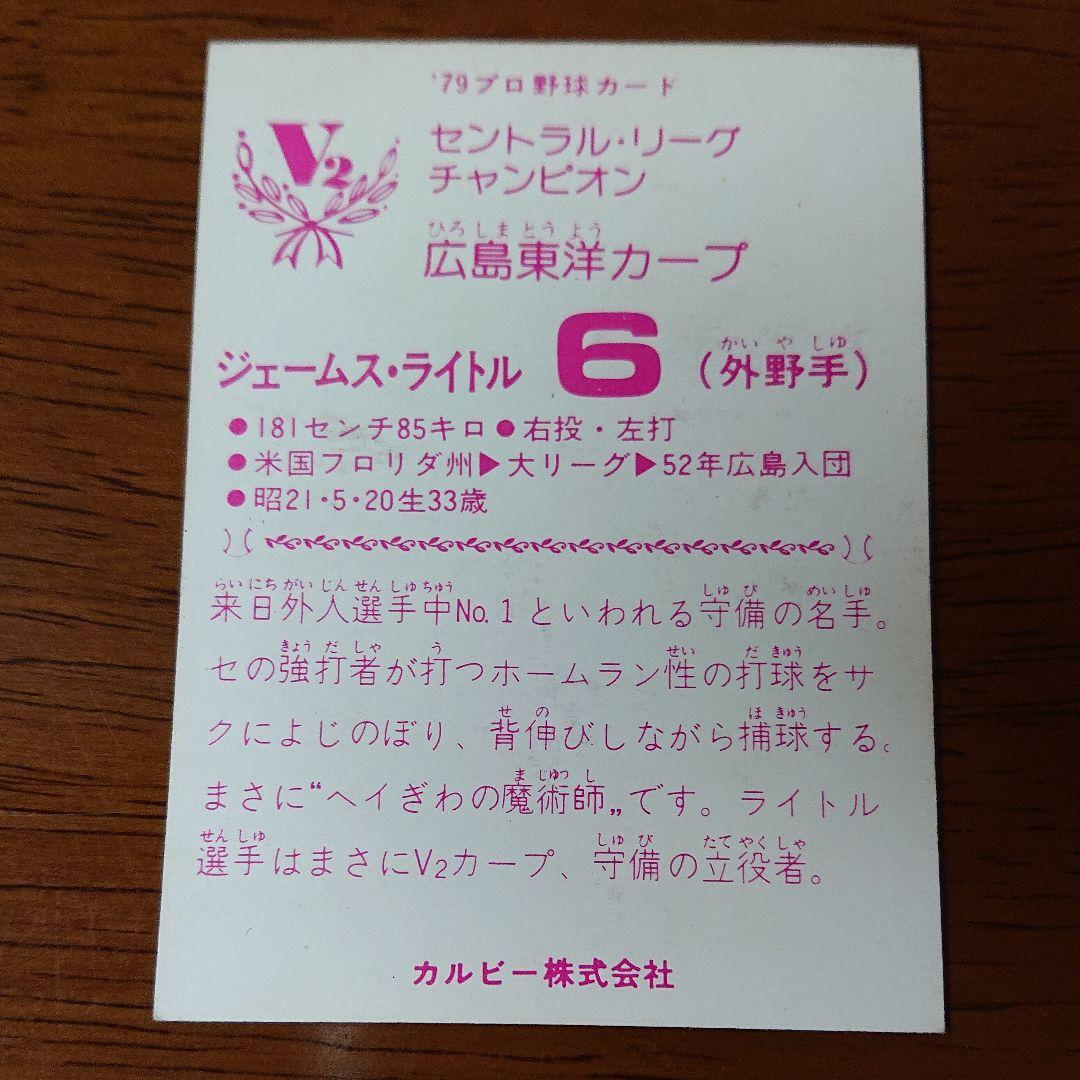 '79プロ野球カード
V2
セントラル・リーグ
チャンピオン
ひろしまとうよう
広島東洋カープ
ジェームス・ライトル 6 (外野手)
かいやしゅ
●181センチ85キロ●右投・左打
●米国フロリダ州▶大リーグ▶52年広島入団
●昭21・5・20生33歳
らいにちがいじんせんしゅちゅう しゅび めいしゅ
来日外人選手中No.1といわれる守備の名手。
きょうだしゃ う せい だきゅう
セの強打者が打つホームラン性の打球をサ
せの ほきゅう
クによじのぼり、背伸びしながら捕球する。
まじゅつし
まさに“ヘイぎわの魔術師„です。ライトル
せんしゅ しゅび たてやくしゃ
選手はまさにV2カープ、守備の立役者。
カルビー株式会社